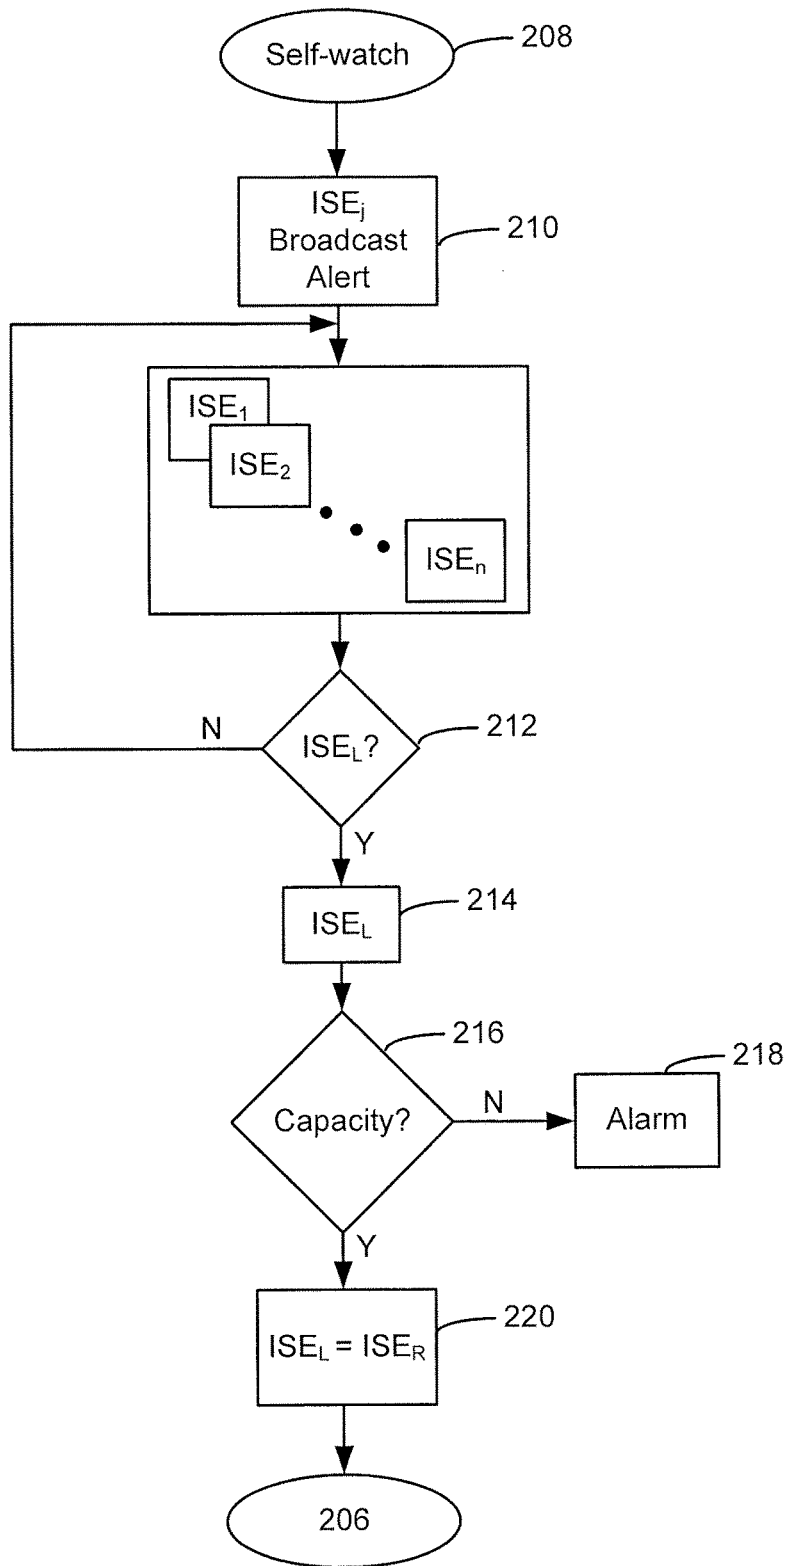 Self-watch
208
ISEj
Broadcast
Alert
210
ISE1
ISE2
ISEn
N
ISEL?
212
Y
ISEL
214
216
Capacity?
N
218
Alarm
Y
ISEL = ISER
220
206